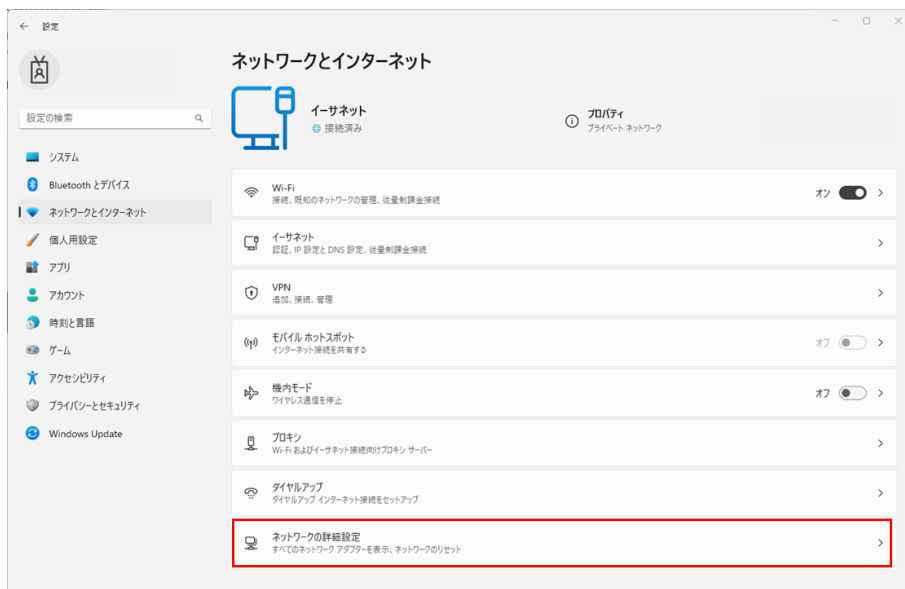 設定
ネットワークとインターネット
イーサネット
接続済み
プロパティ
プライベート ネットワーク
設定の検索
システム
Bluetooth とデバイス
ネットワークとインターネット
個人用設定
アプリ
アカウント
時刻と言語
ゲーム
アクセシビリティ
プライバシーとセキュリティ
Windows Update
Wi-Fi
接続、既知のネットワークの管理、従量制課金接続
オン
イーサネット
認証、IP 設定と DNS 設定、従量制課金接続
VPN
追加、接続、管理
モバイル ホットスポット
インターネット接続を共有する
オフ
機内モード
ワイヤレス通信を停止
オフ
プロキシ
Wi-Fi およびイーサネット接続向けプロキシ サーバー
ダイヤルアップ
ダイヤルアップ インターネット接続をセットアップ
ネットワークの詳細設定
すべてのネットワーク アダプターを表示、ネットワークのリセット